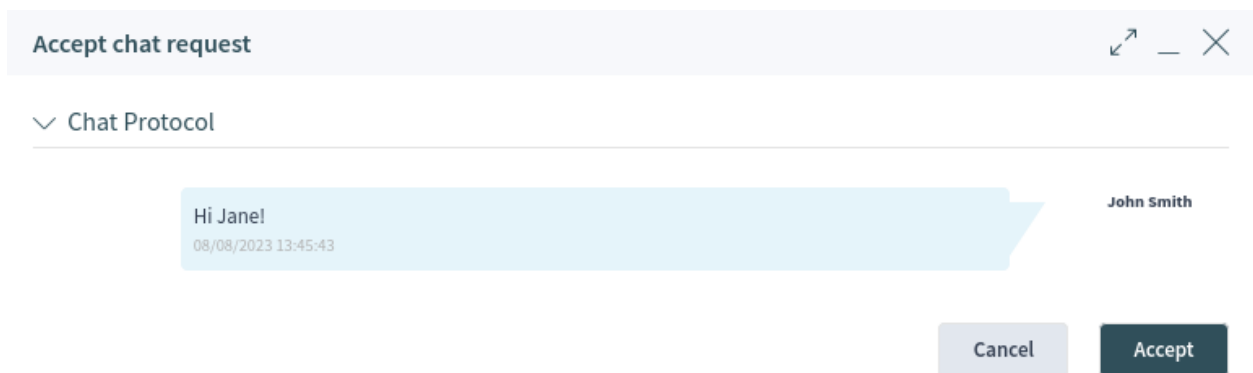 Accept chat request
Chat Protocol
Hi Jane!
08/08/2023 13:45:43
John Smith
Cancel
Accept